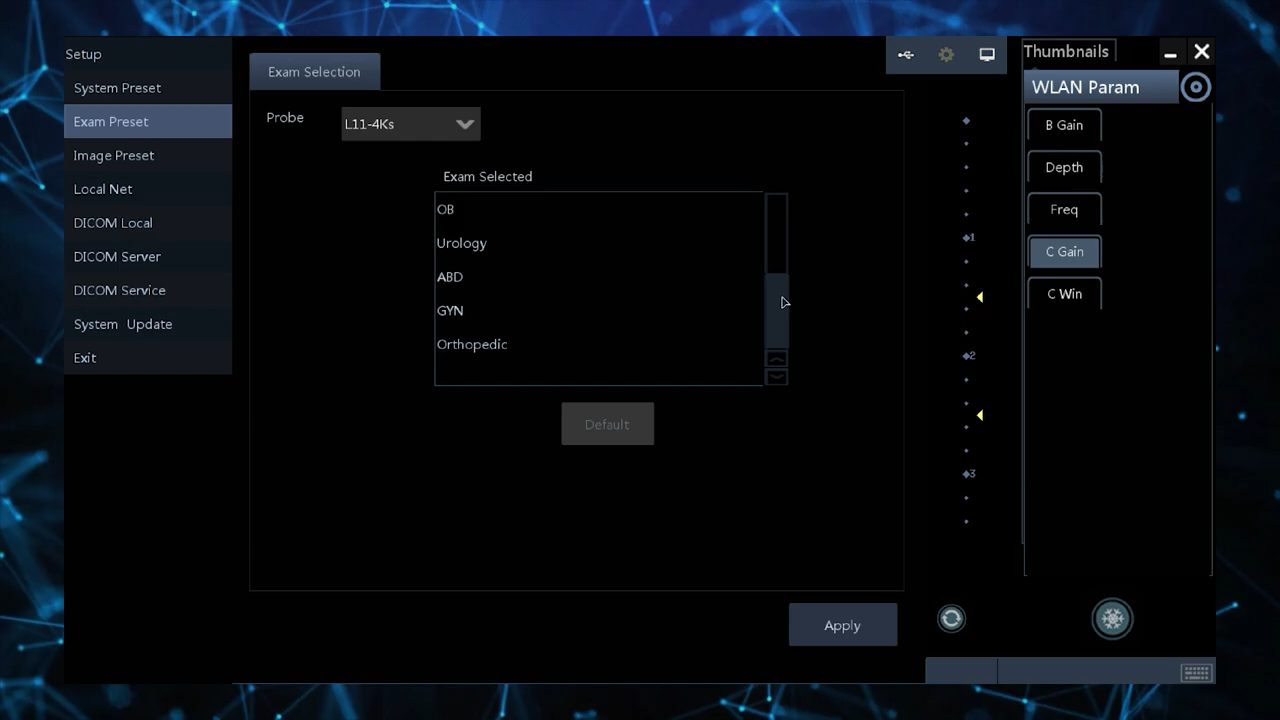 Setup
System Preset
Exam Preset
Image Preset
Local Net
DICOM Local
DICOM Server
DICOM Service
System Update
Exit
Exam Selection
Probe
L11-4Ks
Exam Selected
OB
Urology
ABD
GYN
Orthopedic
Default
Apply
1
2
3
Thumbnails
WLAN Param
B Gain
Depth
Freq
C Gain
C Win